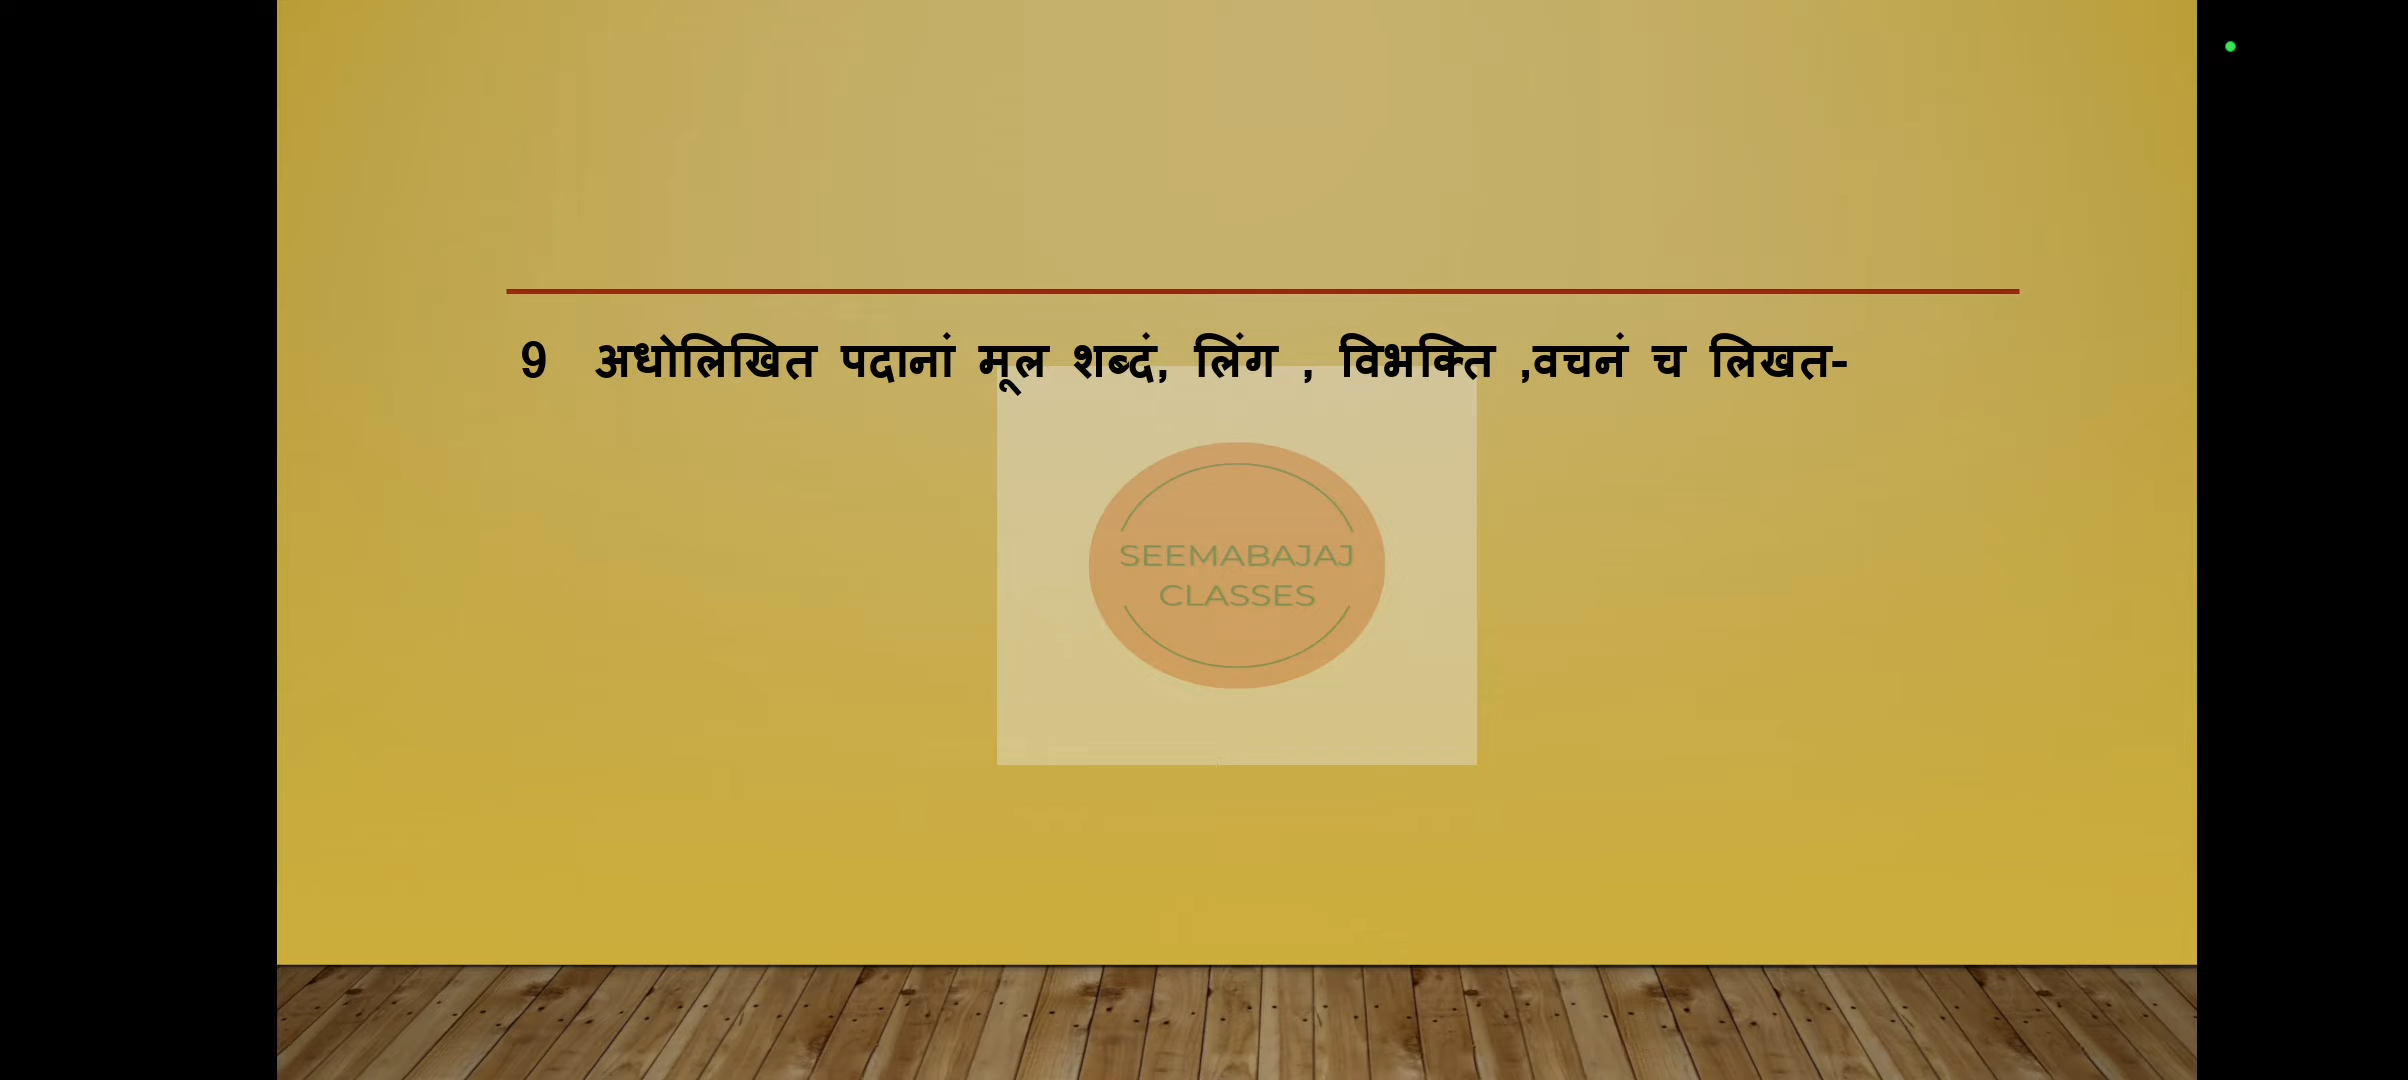 9 अधोलिखित पदानां मूल शब्दं, लिंग , विभक्ति ,वचनं च लिखत-
SEEMABAJAJ
CLASSES